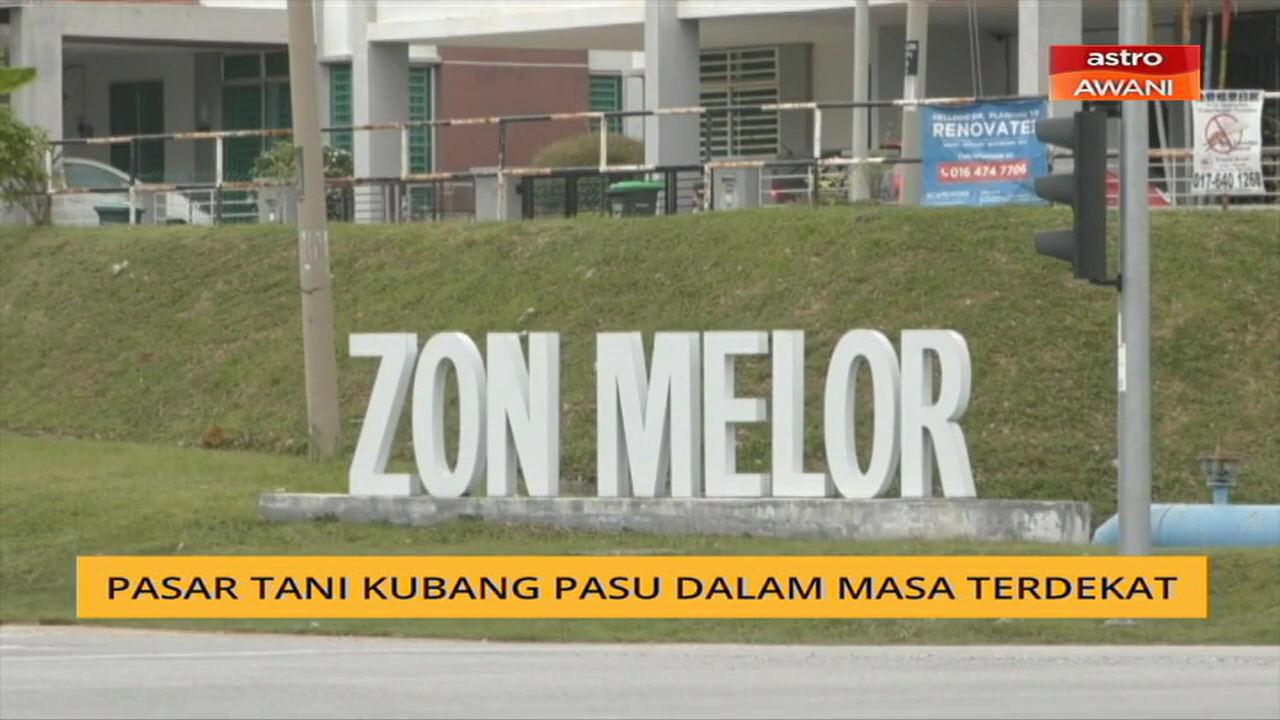 astro
AWANI
RENOVATE
016 474 7706
017-640 1268
ZON MELOR
PASAR TANI KUBANG PASU DALAM MASA TERDEKAT